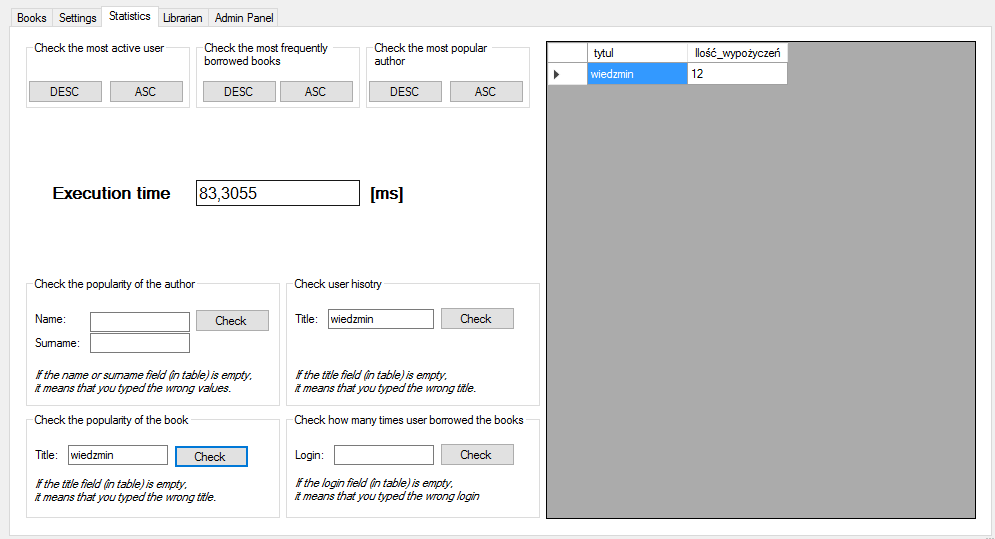 Books Settings Statistics Librarian Admin Panel
Check the most active user
DESC ASC
Check the most frequently
borrowed books
DESC ASC
Check the most popular
author
DESC ASC
Execution time 83,3055 [ms]
Check the popularity of the author
Name: Check
Surname:
If the name or surname field (in table) is empty,
it means that you typed the wrong values.
Check user hisotry
Title: wiedzmin Check
If the title field (in table) is empty,
it means that you typed the wrong title.
Check the popularity of the book
Title: wiedzmin Check
If the title field (in table) is empty,
it means that you typed the wrong title.
Check how many times user borrowed the books
Login: Check
If the login field (in table) is empty,
it means that you typed the wrong login
tytul Ilość_wypożyczeń
wiedzmin 12